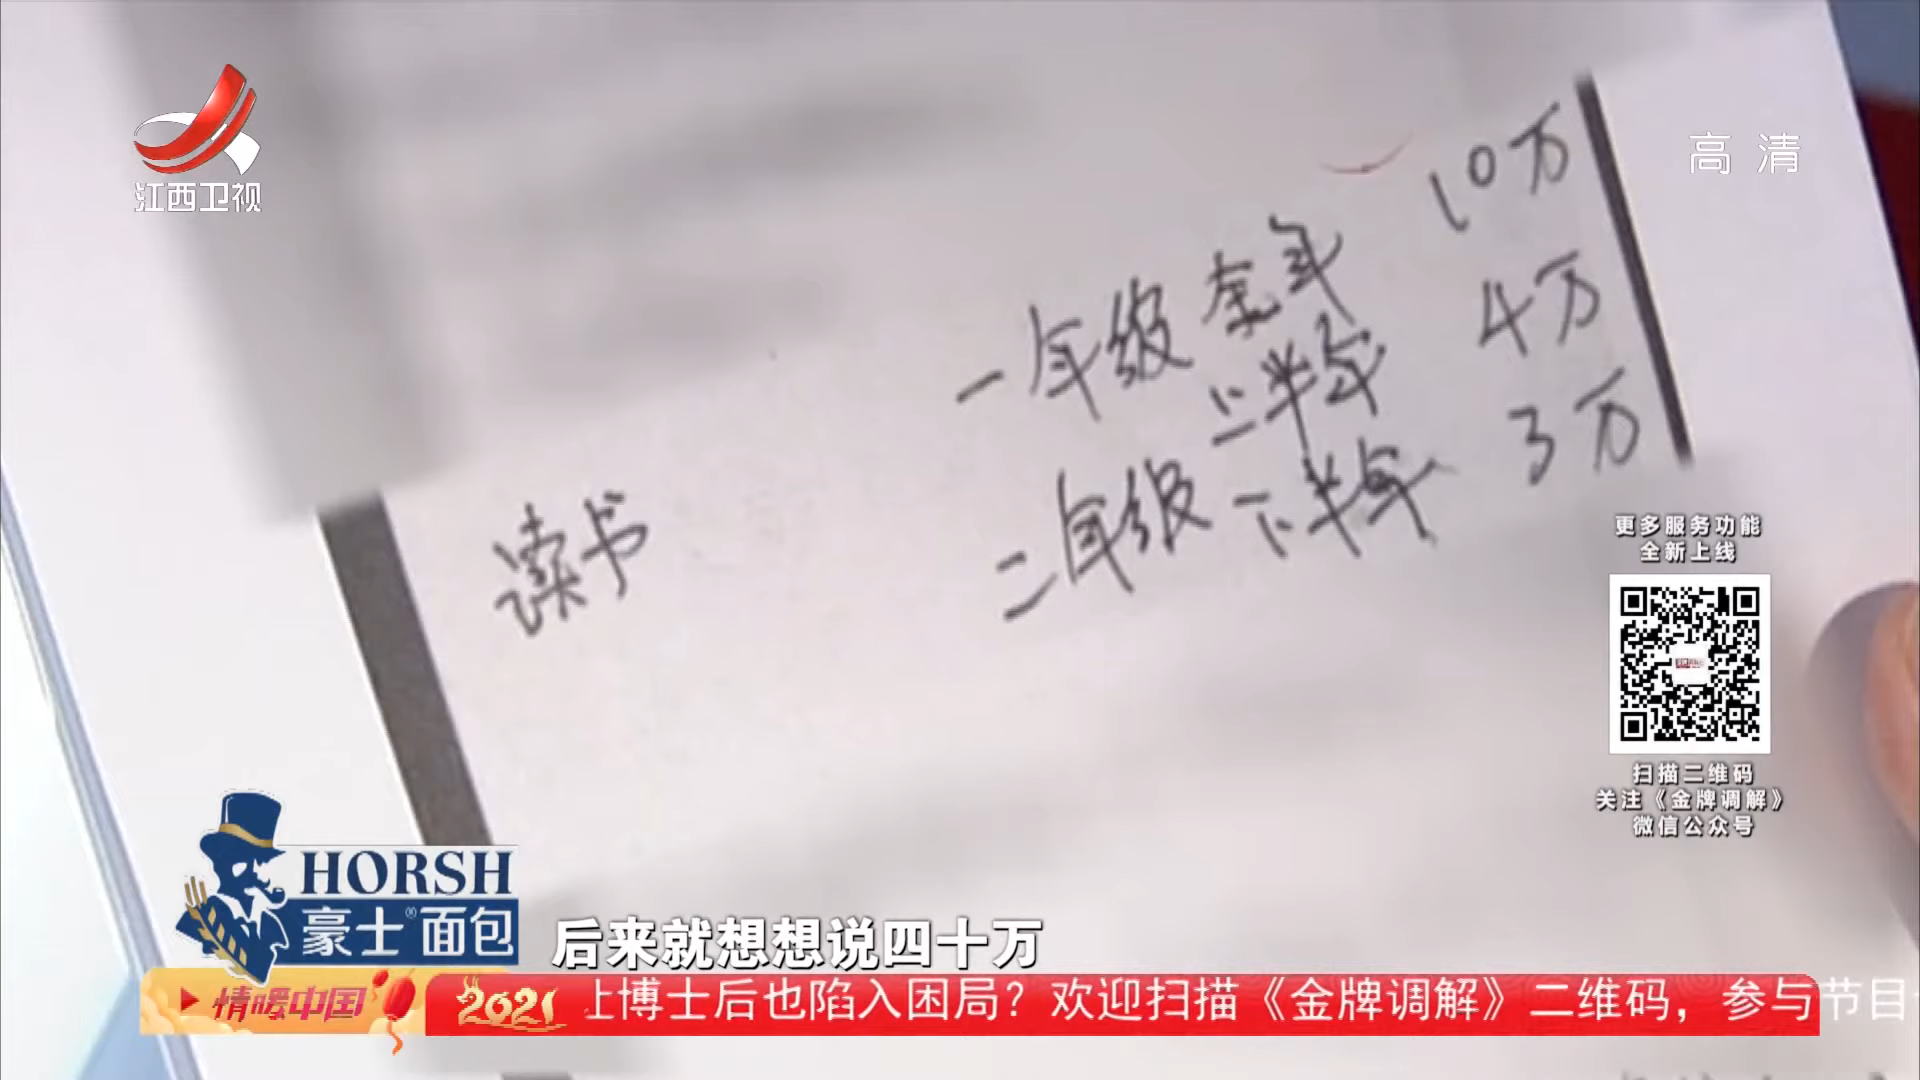 江西卫视
高清
10万
一年级 全年
4万
上半年
3万
二年级 下半年
读书
更多服务功能
全新上线
扫描二维码
关注《金牌调解》
微信公众号
HORSH
豪士®面包
后来就想想说四十万
情暖中国
2021
上博士后也陷入困局？欢迎扫描《金牌调解》二维码，参与节目